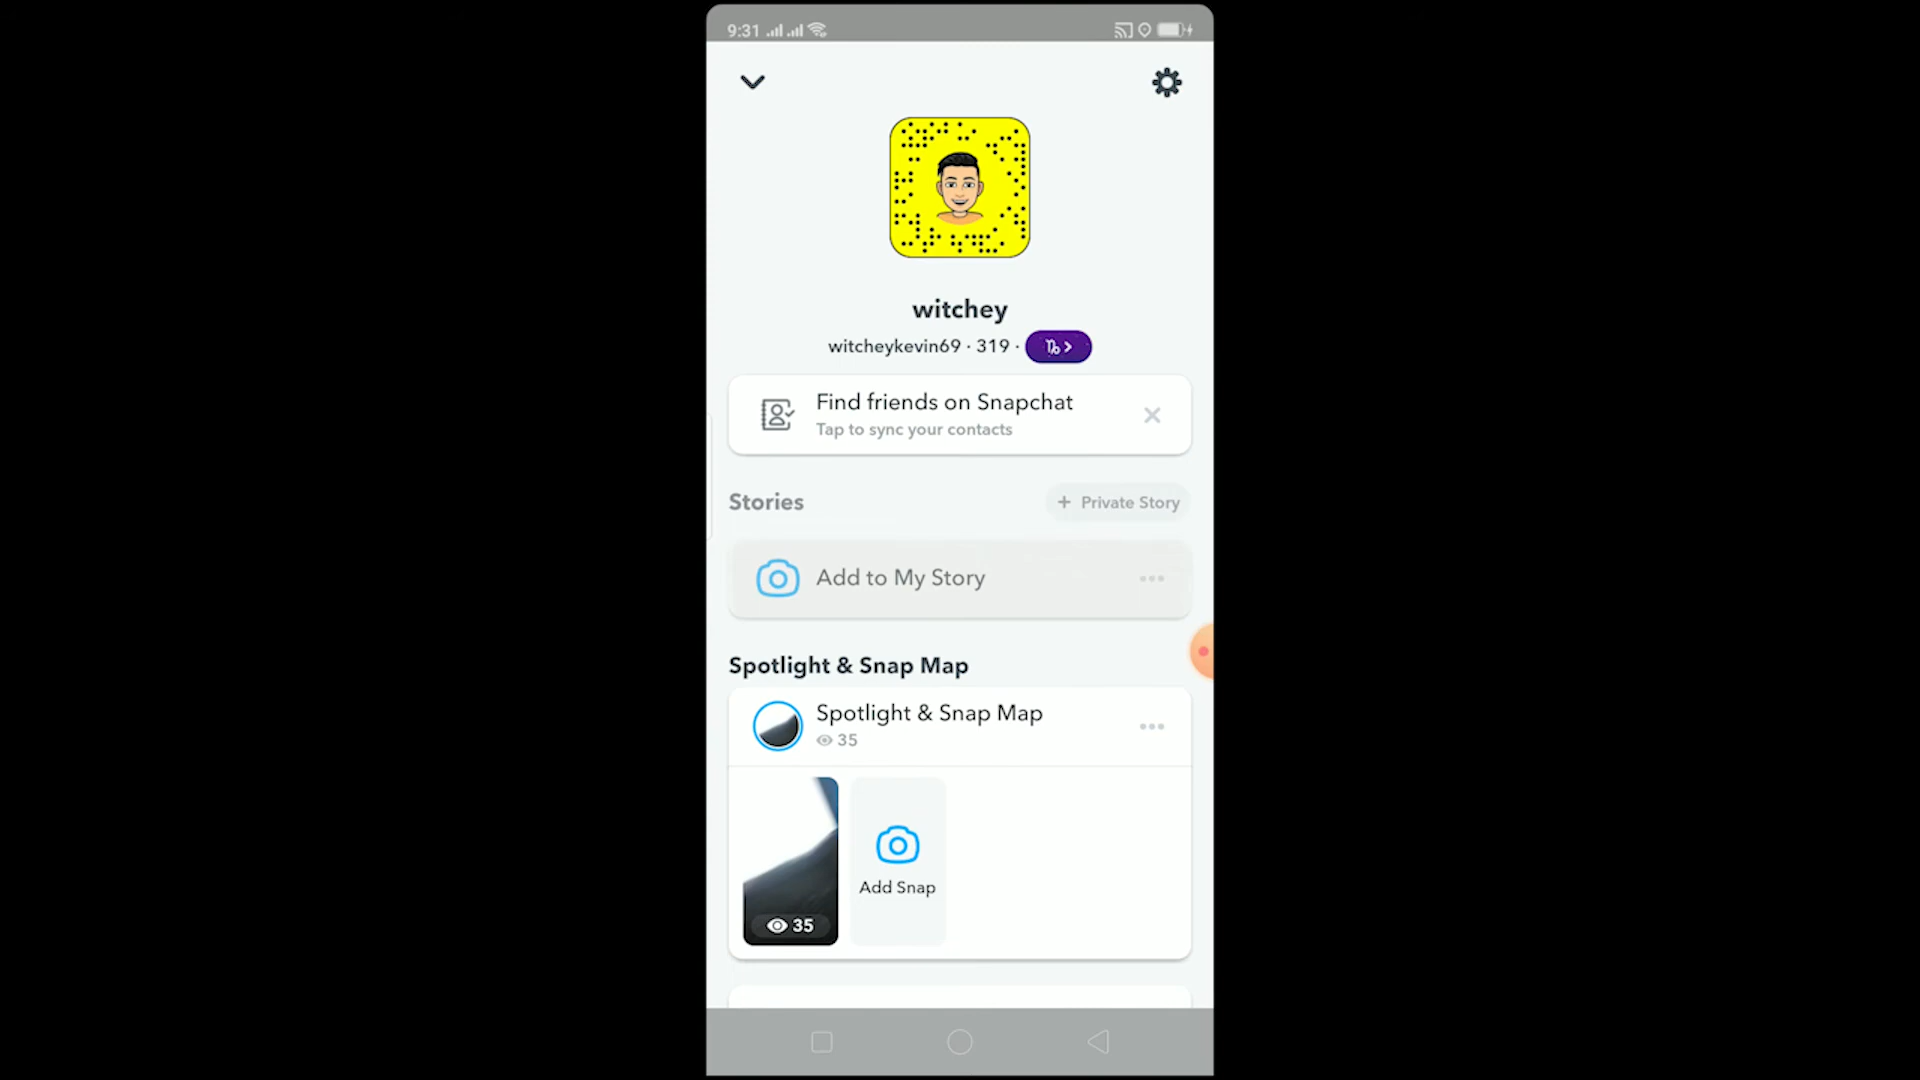 9:31
witchey
witcheykevin69 · 319 ·
Find friends on Snapchat
Tap to sync your contacts
Stories
+ Private Story
Add to My Story
Spotlight & Snap Map
Spotlight & Snap Map
35
35
Add Snap